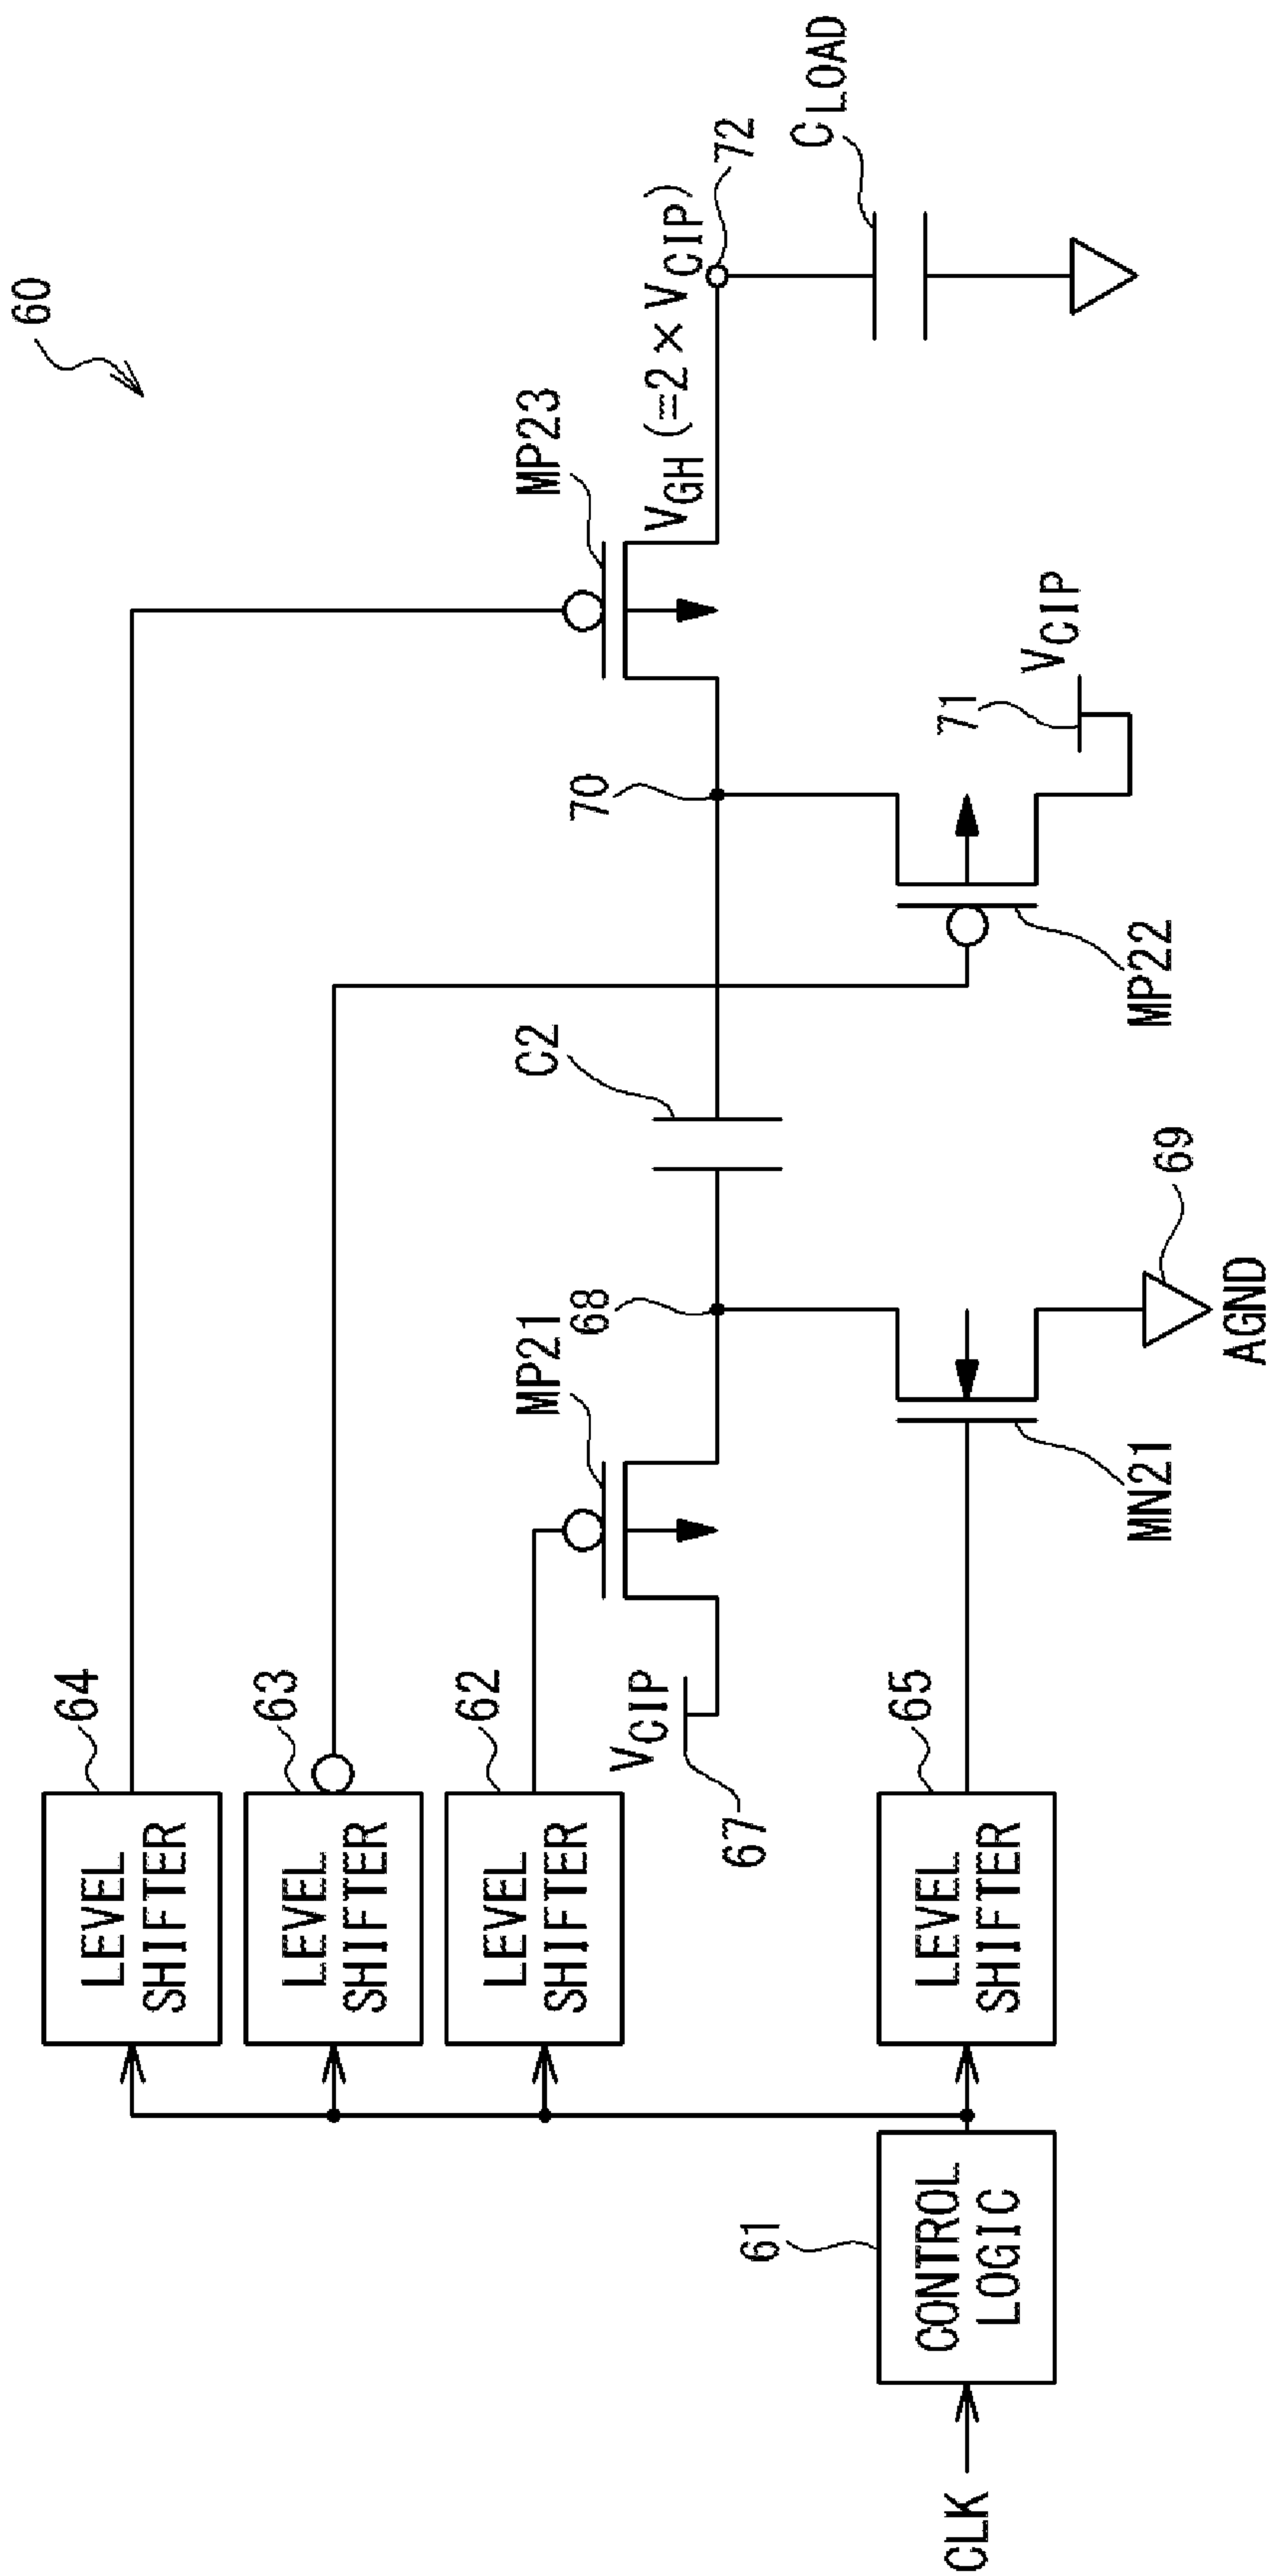 60
64
LEVEL
SHIFTER
63
LEVEL
SHIFTER
62
LEVEL
SHIFTER
65
LEVEL
SHIFTER
61
CONTROL
LOGIC
CLK
VCIP
67
MP21
68
MN21
69
AGND
C2
70
MP22
71
VCIP
MP23
VGH (=2×VCIP)
72
CLOAD